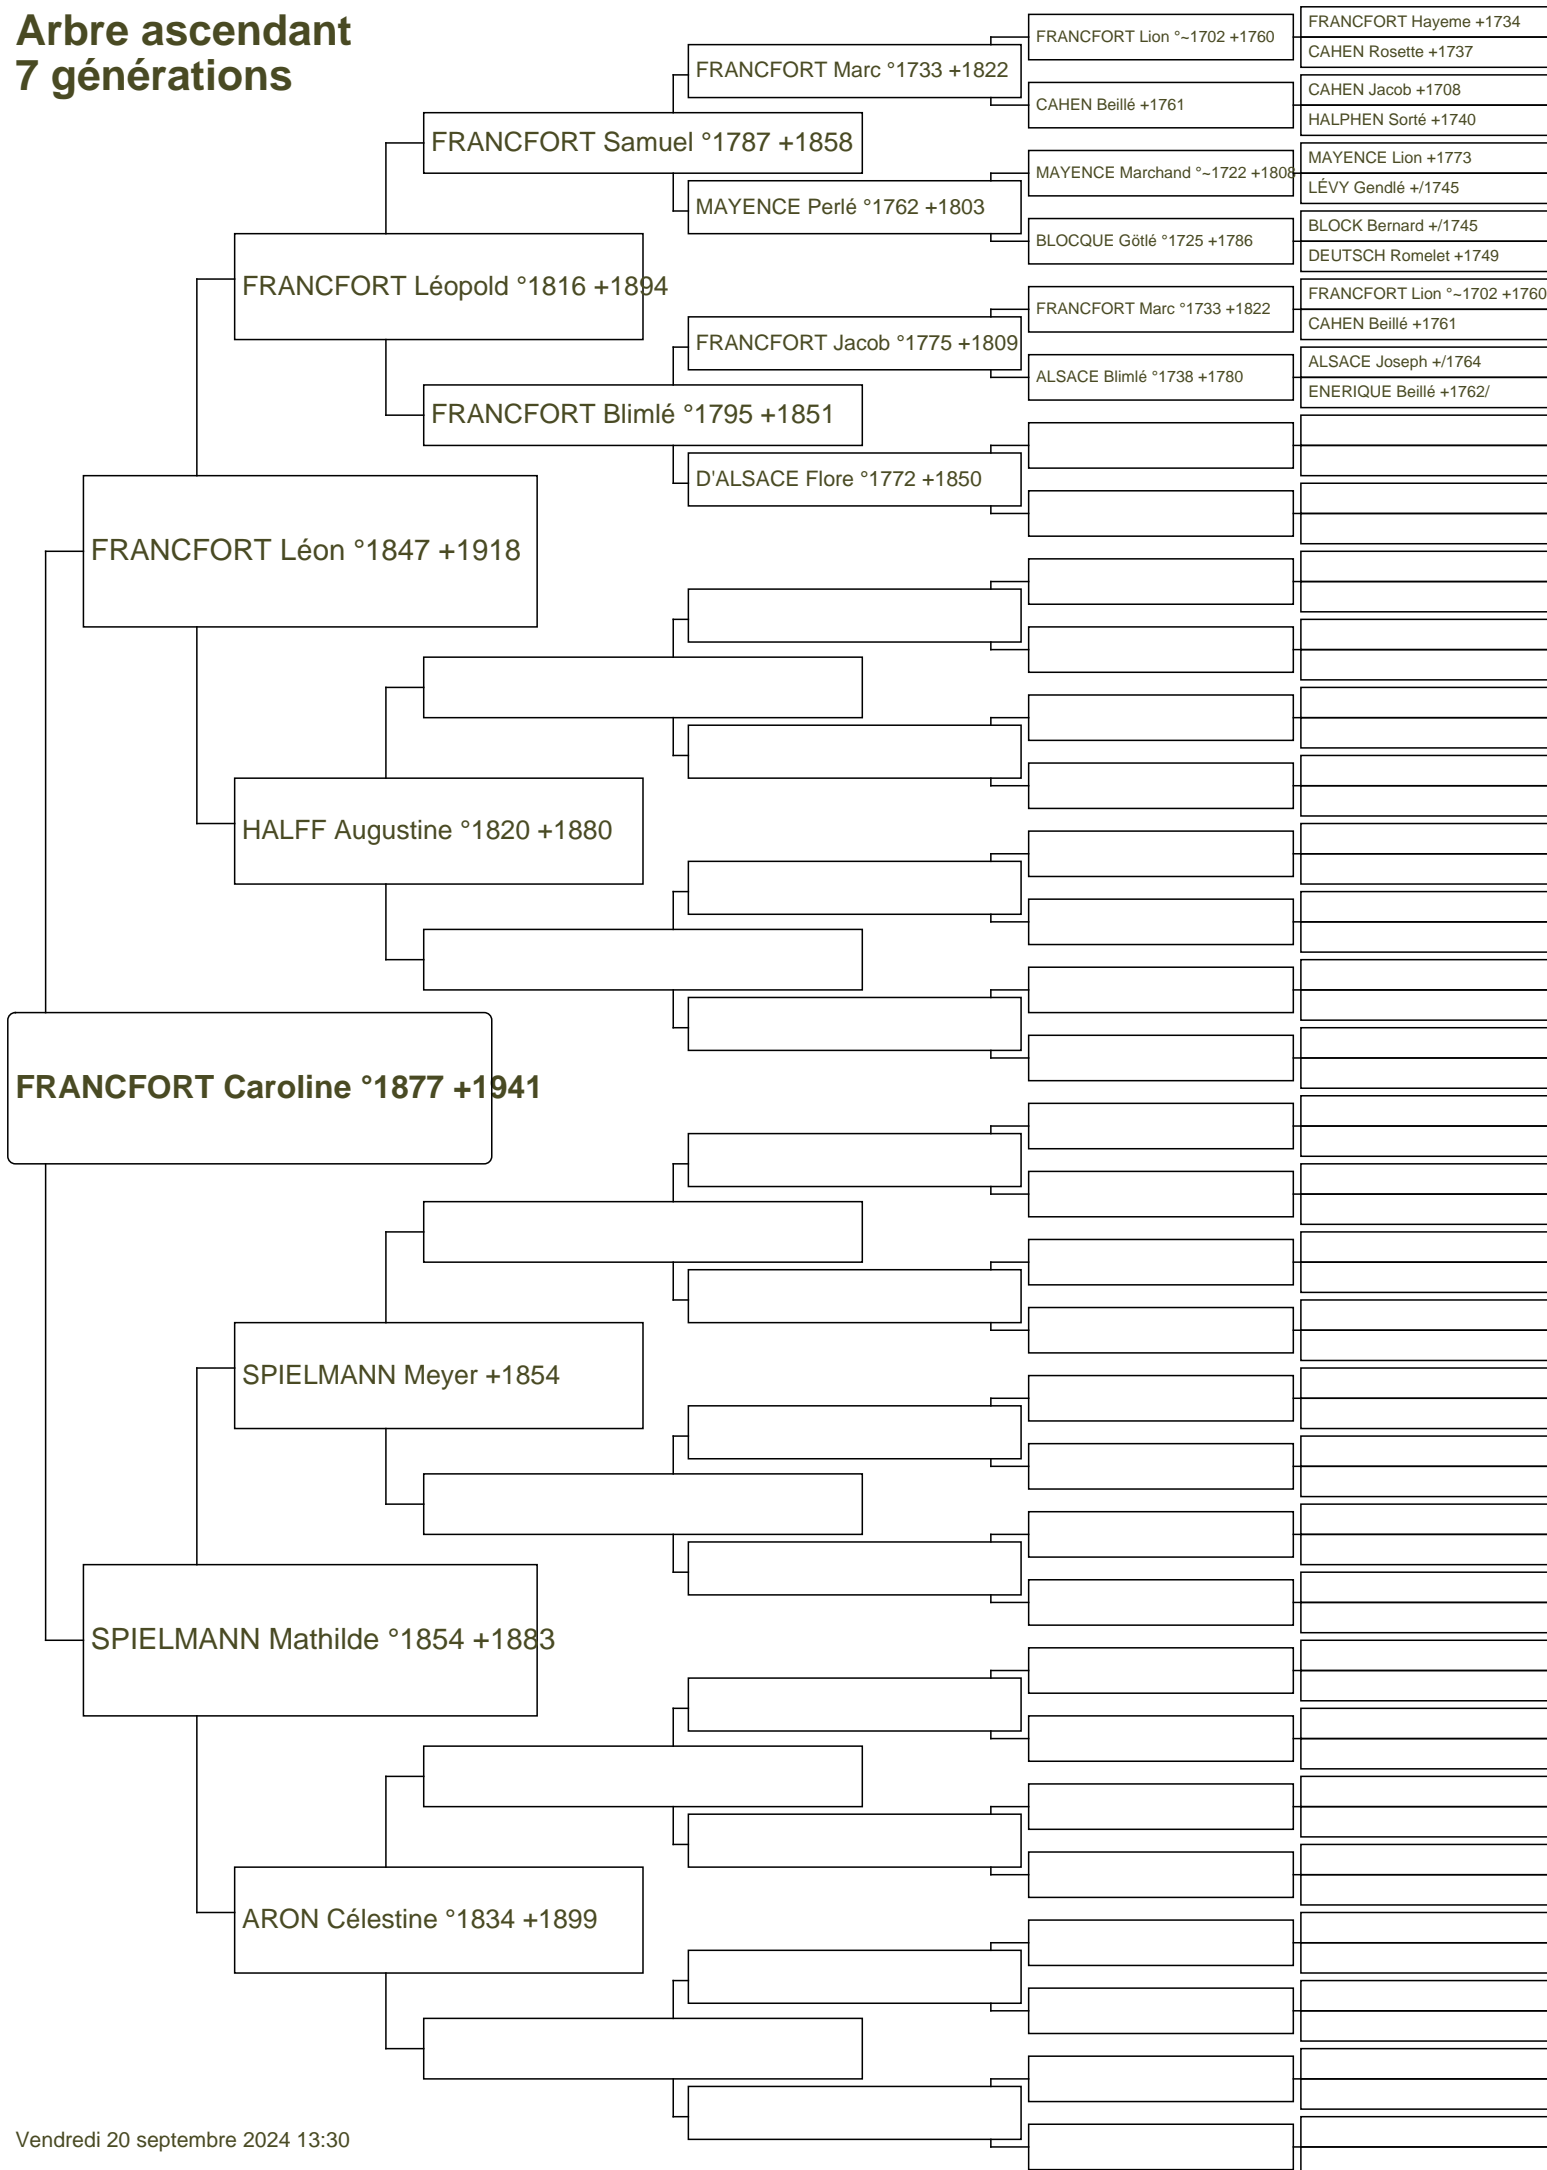 Arbre ascendant
7 générations
FRANCFORT Hayeme +1734
FRANCFORT Lion °~1702 +1760
CAHEN Rosette +1737
FRANCFORT Marc °1733 +1822
CAHEN Jacob +1708
CAHEN Beillé +1761
HALPHEN Sorté +1740
FRANCFORT Samuel °1787 +1858
MAYENCE Lion +1773
MAYENCE Marchand °~1722 +1808
LÉVY Gendlé +/1745
MAYENCE Perlé °1762 +1803
BLOCK Bernard +/1745
BLOCQUE Götlé °1725 +1786
DEUTSCH Romelet +1749
FRANCFORT Léopold °1816 +1894
FRANCFORT Lion °~1702 +1760
FRANCFORT Marc °1733 +1822
CAHEN Beillé +1761
FRANCFORT Jacob °1775 +1809
ALSACE Joseph +/1764
ALSACE Blimlé °1738 +1780
ENERIQUE Beillé +1762/
FRANCFORT Blimlé °1795 +1851
D'ALSACE Flore °1772 +1850
FRANCFORT Léon °1847 +1918
HALFF Augustine °1820 +1880
FRANCFORT Caroline °1877 +1941
SPIELMANN Meyer +1854
SPIELMANN Mathilde °1854 +1883
ARON Célestine °1834 +1899
Vendredi 20 septembre 2024 13:30